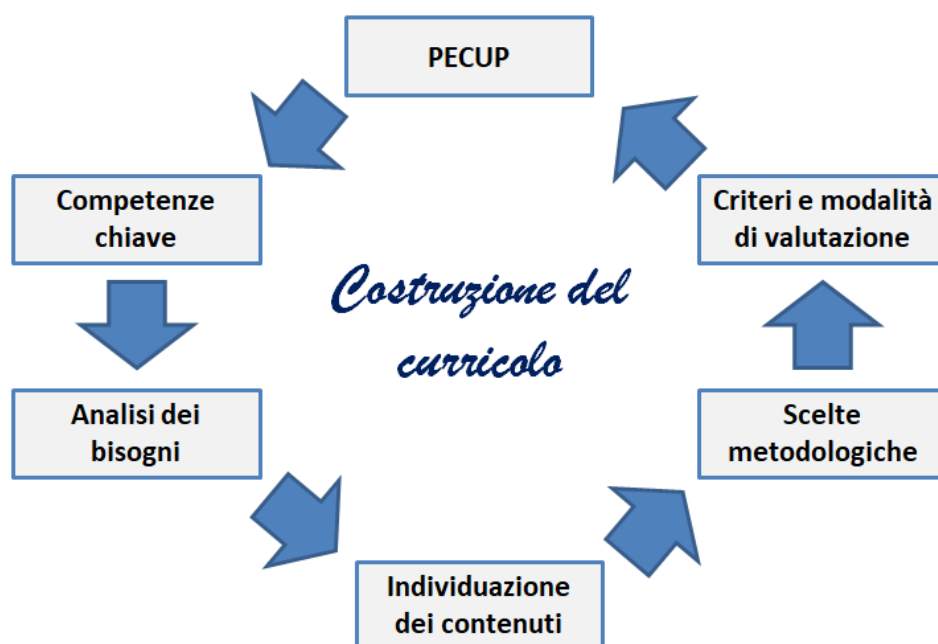 PECUP
Competenze
chiave
Criteri e modalità
di valutazione
Costruzione del
curricolo
Analisi dei
bisogni
Scelte
metodologiche
Individuazione
dei contenuti